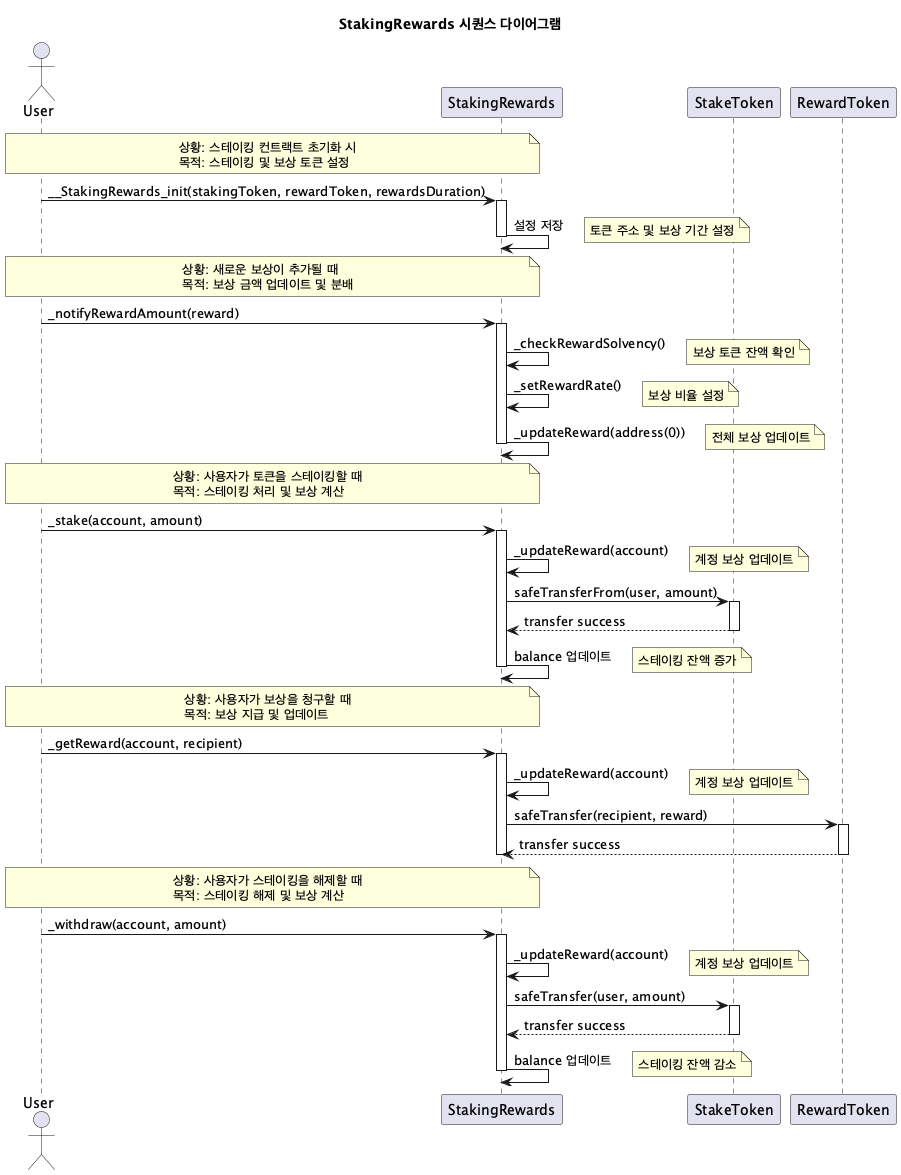 StakingRewards 시퀀스 다이어그램
User
StakingRewards
StakeToken
RewardToken
상황: 스테이킹 컨트랙트 초기화 시
목적: 스테이킹 및 보상 토큰 설정
__StakingRewards_init(stakingToken, rewardToken, rewardsDuration)
설정 저장
토큰 주소 및 보상 기간 설정
상황: 새로운 보상이 추가될 때
목적: 보상 금액 업데이트 및 분배
_notifyRewardAmount(reward)
_checkRewardSolvency()
보상 토큰 잔액 확인
_setRewardRate()
보상 비율 설정
_updateReward(address(0))
전체 보상 업데이트
상황: 사용자가 토큰을 스테이킹할 때
목적: 스테이킹 처리 및 보상 계산
_stake(account, amount)
_updateReward(account)
계정 보상 업데이트
safeTransferFrom(user, amount)
transfer success
balance 업데이트
스테이킹 잔액 증가
상황: 사용자가 보상을 청구할 때
목적: 보상 지급 및 업데이트
_getReward(account, recipient)
_updateReward(account)
계정 보상 업데이트
safeTransfer(recipient, reward)
transfer success
상황: 사용자가 스테이킹을 해제할 때
목적: 스테이킹 해제 및 보상 계산
_withdraw(account, amount)
_updateReward(account)
계정 보상 업데이트
safeTransfer(user, amount)
transfer success
balance 업데이트
스테이킹 잔액 감소
User
StakingRewards
StakeToken
RewardToken